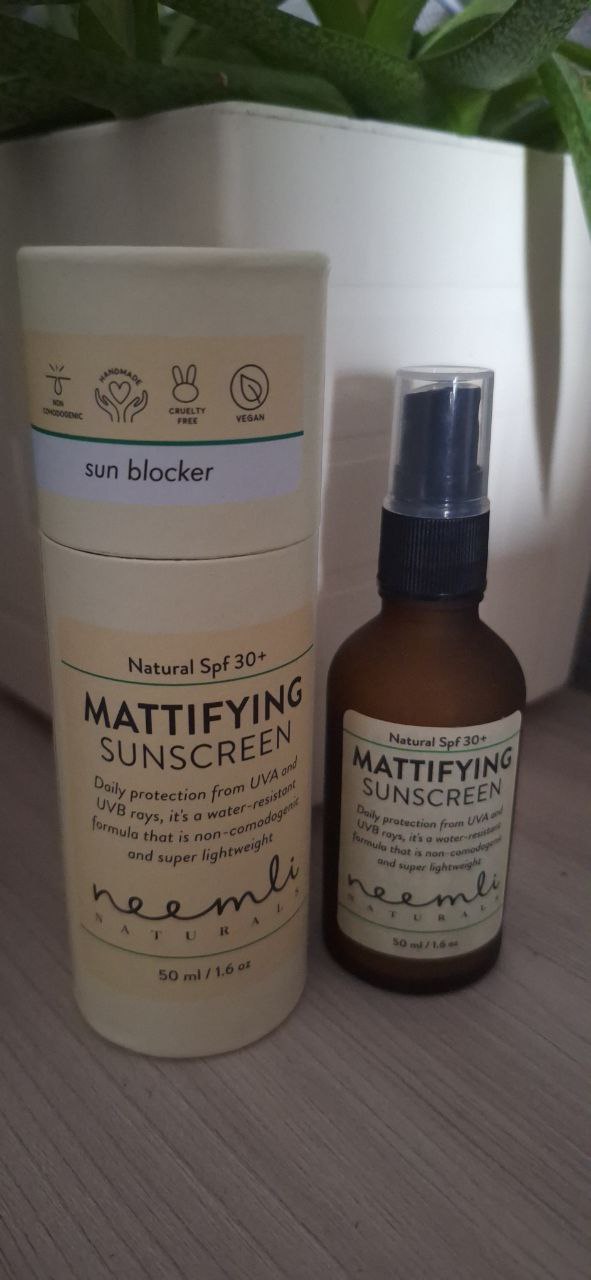 NON
COMODOGENIC
HANDMADE
CRUELTY
FREE
VEGAN
sun blocker
Natural Spf 30+
MATTIFYING
SUNSCREEN
Daily protection from UVA and
UVB rays, it's a water-resistant
formula that is non-comodogenic
and super lightweight
neemli
NATURALS
50 ml / 1.6 oz
Natural Spf 30+
MATTIFYING
SUNSCREEN
Daily protection from UVA and
UVB rays, it's a water-resistant
formula that is non-comodogenic
and super lightweight
neemli
NATURALS
50 ml / 1.6 oz